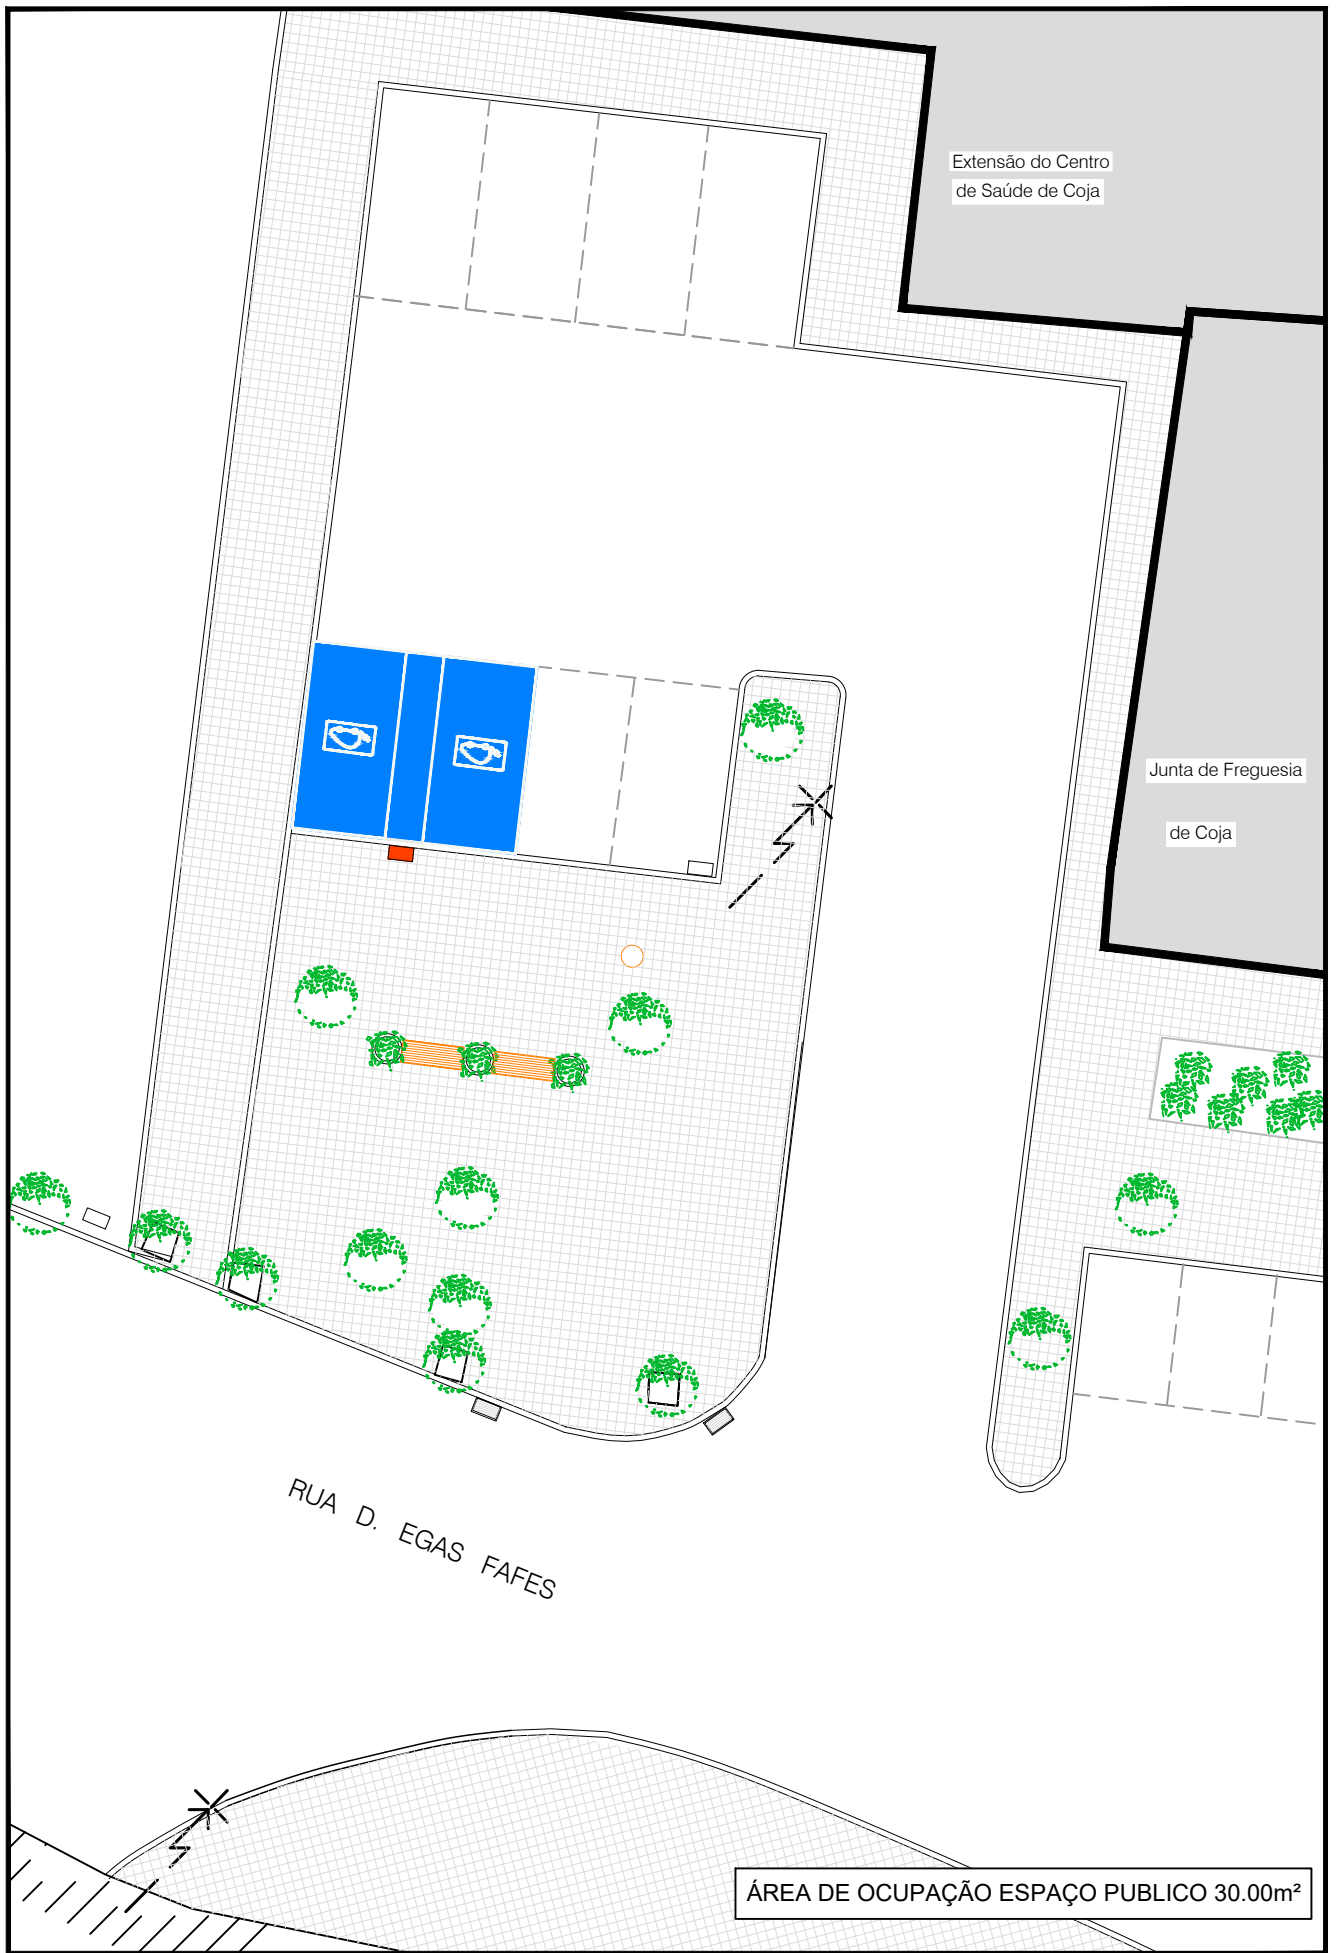 Extensão do Centro
de Saúde de Coja
Junta de Freguesia
de Coja
RUA D. EGAS FAFES
ÁREA DE OCUPAÇÃO ESPAÇO PUBLICO 30.00m²